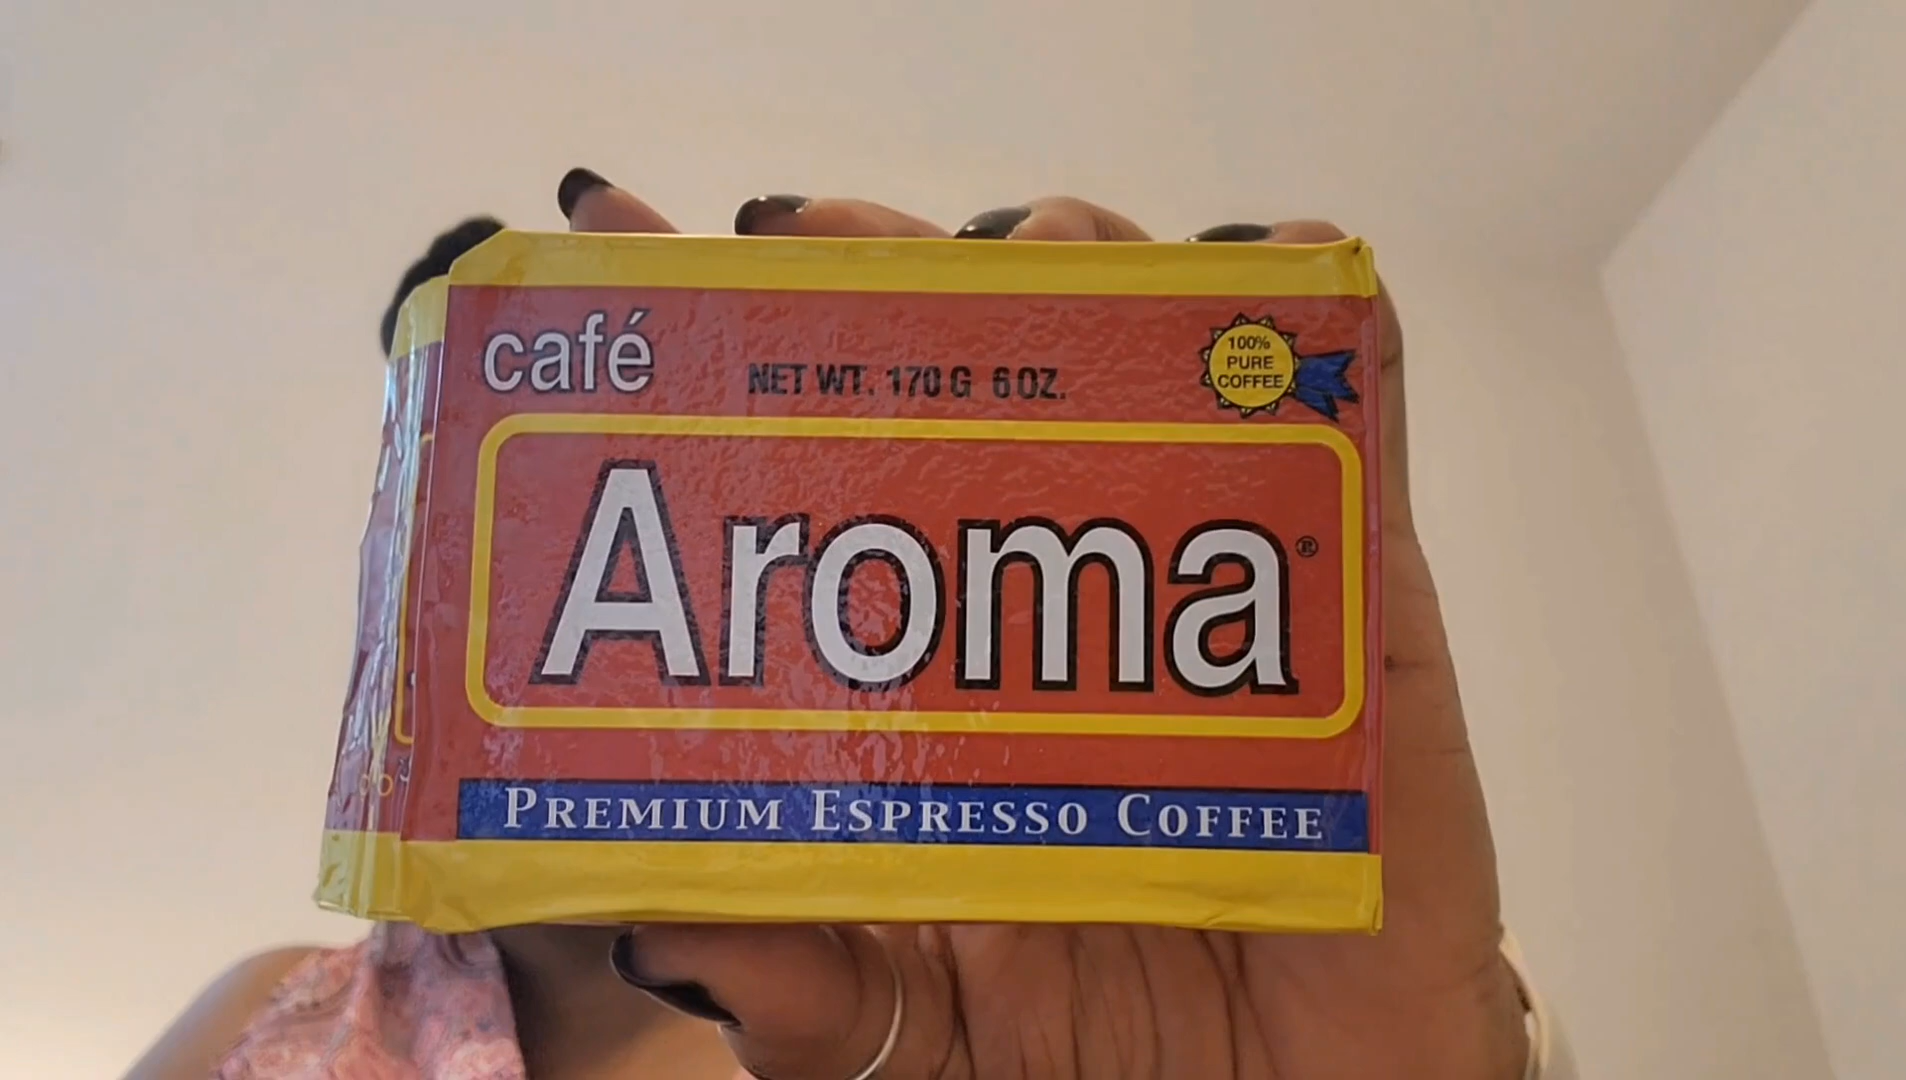 café
NET WT. 170 G 6 OZ.
100%
PURE
COFFEE
Aroma®
PREMIUM ESPRESSO COFFEE